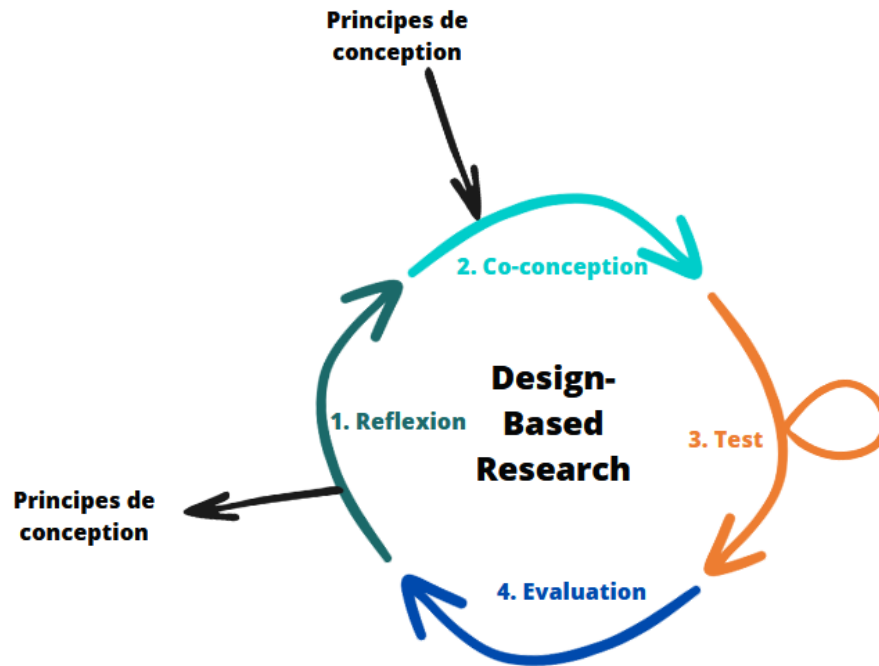 Principes de
conception
2. Co-conception
Design-
Based
Research
1. Reflexion
3. Test
Principes de
conception
4. Evaluation